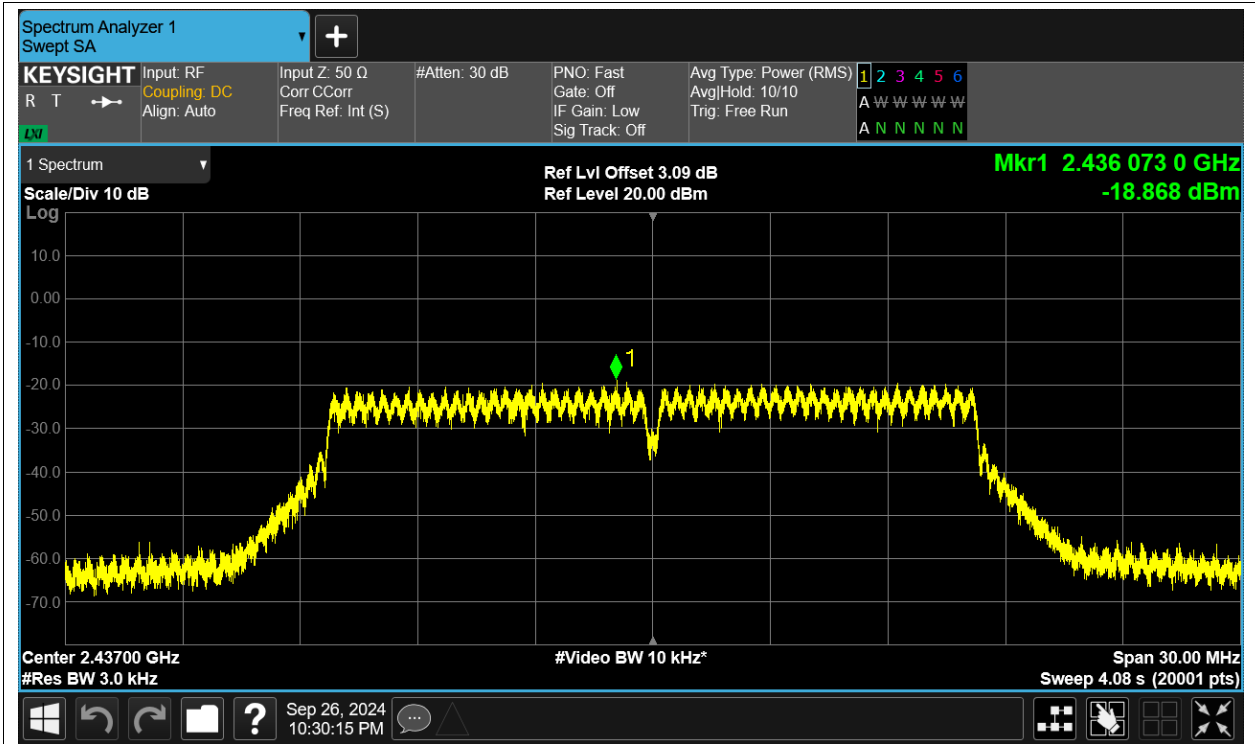 Spectrum Analyzer 1
Swept SA
KEYSIGHT
R T
LXI
Input: RF
Coupling: DC
Align: Auto
Input Z: 50 Ω
Corr CCorr
Freq Ref: Int (S)
#Atten: 30 dB
PNO: Fast
Gate: Off
IF Gain: Low
Sig Track: Off
Avg Type: Power (RMS)
Avg|Hold: 10/10
Trig: Free Run
1 2 3 4 5 6
A W W W W W
A N N N N N
1 Spectrum
Scale/Div 10 dB
Log
Ref Lvl Offset 3.09 dB
Ref Level 20.00 dBm
Mkr1 2.436 073 0 GHz
-18.868 dBm
10.0
0.00
-10.0
-20.0
-30.0
-40.0
-50.0
-60.0
-70.0
1
Center 2.43700 GHz
#Res BW 3.0 kHz
#Video BW 10 kHz*
Span 30.00 MHz
Sweep 4.08 s (20001 pts)
?
Sep 26, 2024
10:30:15 PM